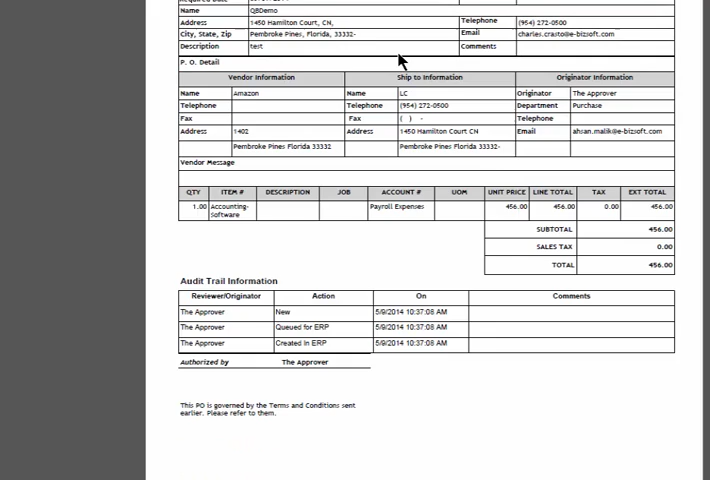 Name QBDemo
Address 1450 Hamilton Court, CN, Telephone (954) 272-0500
City, State, Zip Pembroke Pines, Florida, 33332- Email charles.crasto@e-bizsoft.com
Description test Comments
P. O. Detail
Vendor Information Ship to Information Originator Information
Name Amazon Name LC Originator The Approver
Telephone Telephone (954) 272-0500 Department Purchase
Fax Fax ( ) - Telephone
Address 1402 Address 1450 Hamilton Court CN Email ahsan.malik@e-bizsoft.com
Pembroke Pines Florida 33332 Pembroke Pines Florida 33332-
Vendor Message
QTY ITEM # DESCRIPTION JOB ACCOUNT # UOM UNIT PRICE LINE TOTAL TAX EXT TOTAL
1.00 Accounting- Payroll Expenses 456.00 456.00 0.00 456.00
Software
SUBTOTAL 456.00
SALES TAX 0.00
TOTAL 456.00
Audit Trail Information
Reviewer/Originator Action On Comments
The Approver New 5/9/2014 10:37:08 AM
The Approver Queued for ERP 5/9/2014 10:37:08 AM
The Approver Created In ERP 5/9/2014 10:37:08 AM
Authorized by The Approver
This PO is governed by the Terms and Conditions sent
earlier. Please refer to them.